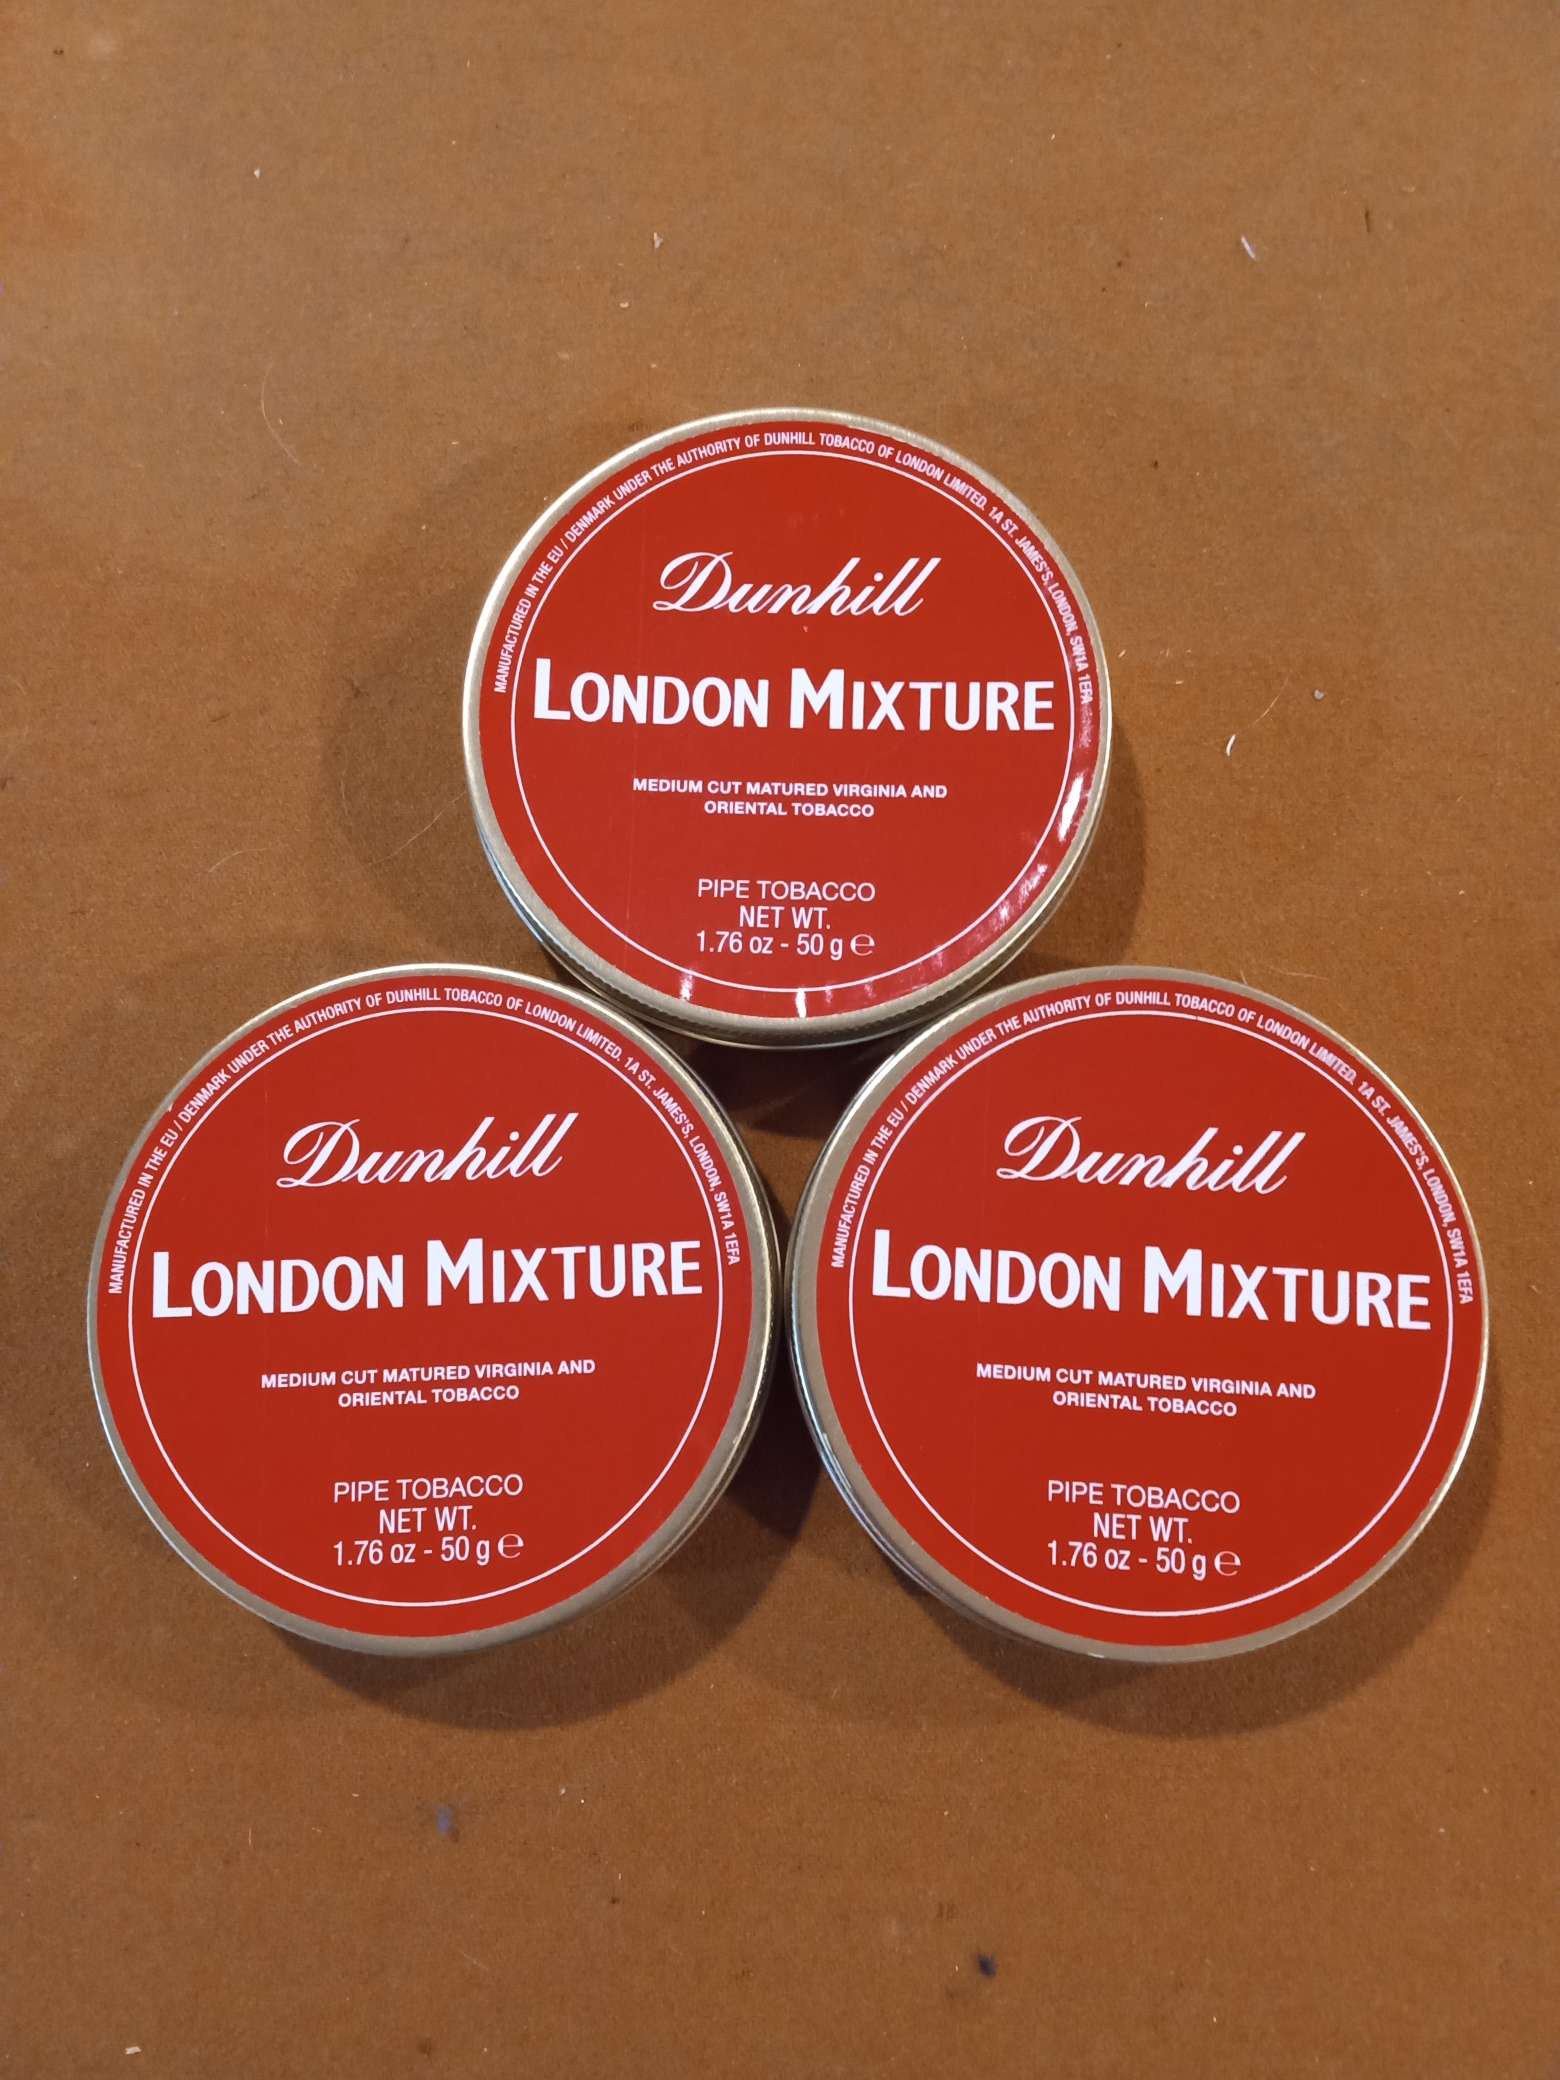 MANUFACTURED IN THE EU / DENMARK UNDER THE AUTHORITY OF DUNHILL TOBACCO OF LONDON LIMITED. 1A ST. JAMES'S, LONDON, SW1A 1EFA
Dunhill
LONDON MIXTURE
MEDIUM CUT MATURED VIRGINIA AND
ORIENTAL TOBACCO
PIPE TOBACCO
NET WT.
1.76 oz - 50 g ℮
MANUFACTURED IN THE EU / DENMARK UNDER THE AUTHORITY OF DUNHILL TOBACCO OF LONDON LIMITED. 1A ST. JAMES'S, LONDON, SW1A 1EFA
Dunhill
LONDON MIXTURE
MEDIUM CUT MATURED VIRGINIA AND
ORIENTAL TOBACCO
PIPE TOBACCO
NET WT.
1.76 oz - 50 g ℮
MANUFACTURED IN THE EU / DENMARK UNDER THE AUTHORITY OF DUNHILL TOBACCO OF LONDON LIMITED. 1A ST. JAMES'S, LONDON, SW1A 1EFA
Dunhill
LONDON MIXTURE
MEDIUM CUT MATURED VIRGINIA AND
ORIENTAL TOBACCO
PIPE TOBACCO
NET WT.
1.76 oz - 50 g ℮